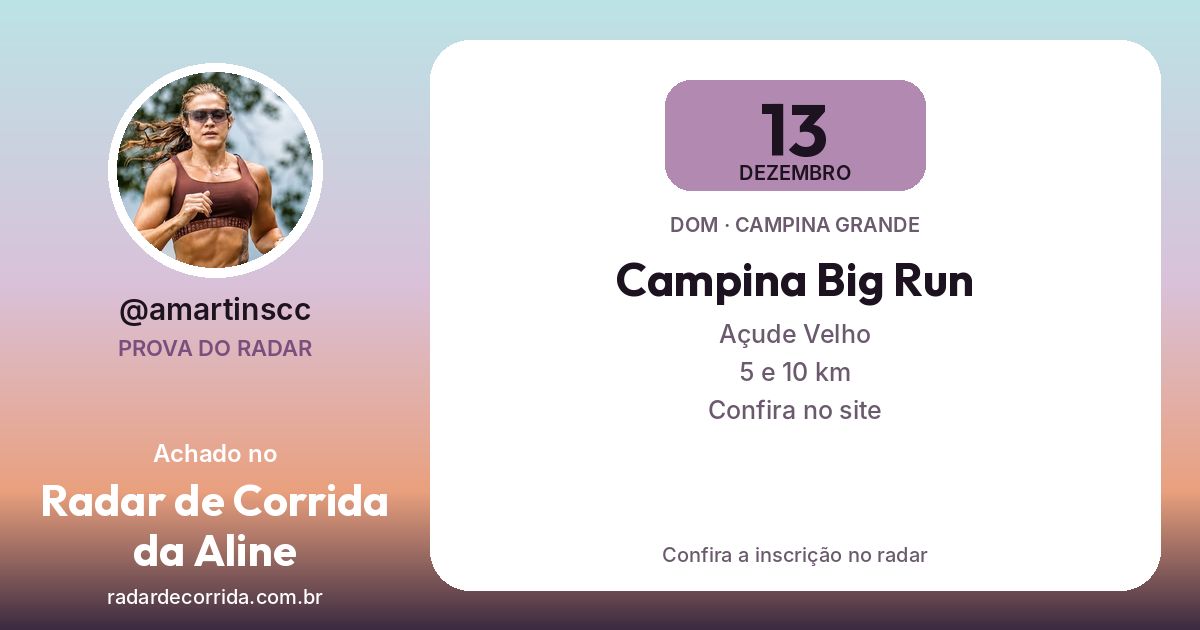 @amartinscc
PROVA DO RADAR
Achado no
Radar de Corrida
da Aline
radardecorrida.com.br
13
DEZEMBRO
DOM · CAMPINA GRANDE
Campina Big Run
Açude Velho
5 e 10 km
Confira no site
Confira a inscrição no radar